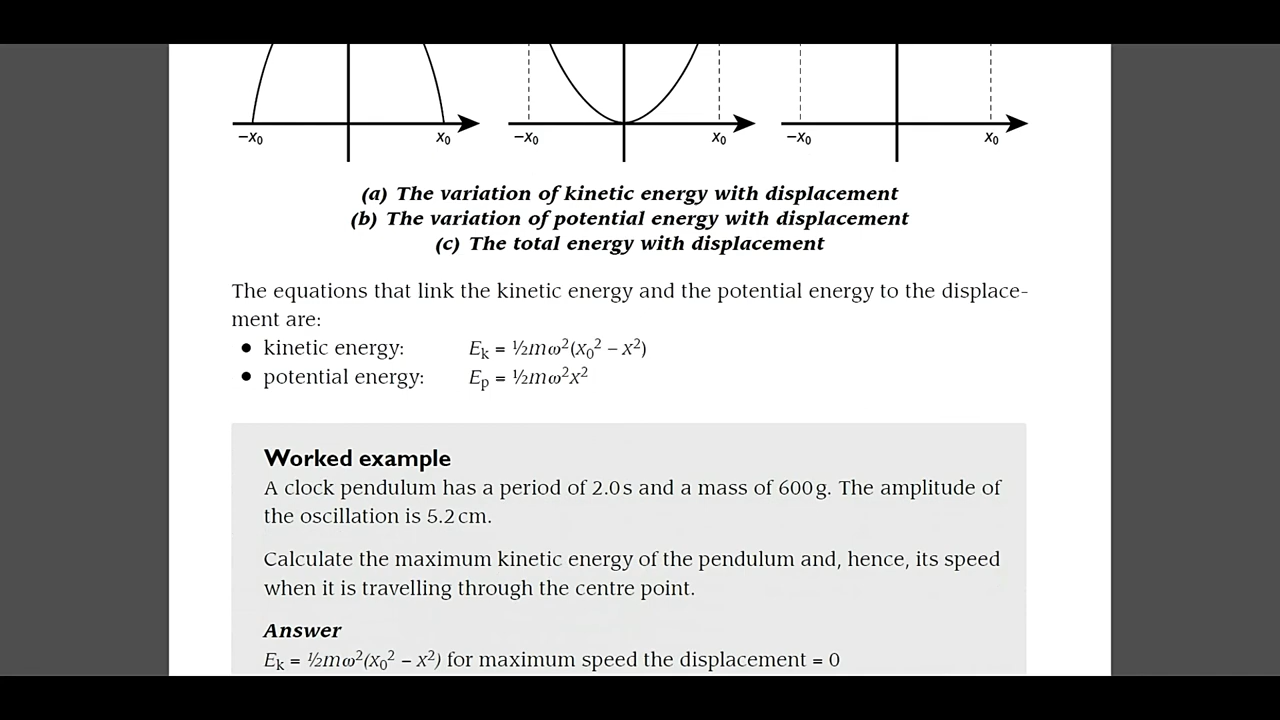 −x₀ x₀ −x₀ x₀ −x₀ x₀
(a) The variation of kinetic energy with displacement
(b) The variation of potential energy with displacement
(c) The total energy with displacement
The equations that link the kinetic energy and the potential energy to the displace-
ment are:
● kinetic energy: Eₖ = ½mω²(x₀² − x²)
● potential energy: Eₚ = ½mω²x²
Worked example
A clock pendulum has a period of 2.0 s and a mass of 600 g. The amplitude of
the oscillation is 5.2 cm.
Calculate the maximum kinetic energy of the pendulum and, hence, its speed
when it is travelling through the centre point.
Answer
Eₖ = ½mω²(x₀² − x²) for maximum speed the displacement = 0